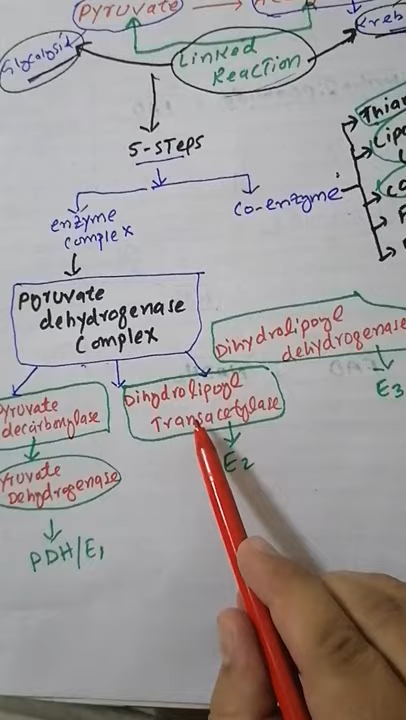 Pyruvate
Glycolysis
Linked
Reaction
Kreb
5-STeps
enzyme
complex
Co-enzyme
Thiam
Lipo
Pyruvate
dehydrogenase
Complex
Dihydrolipoyl
dehydrogenase
E3
Pyruvate
decarboxylase
Dihydrolipoyl
Transacetylase
E2
Pyruvate
Dehydrogenase
PDH/E1